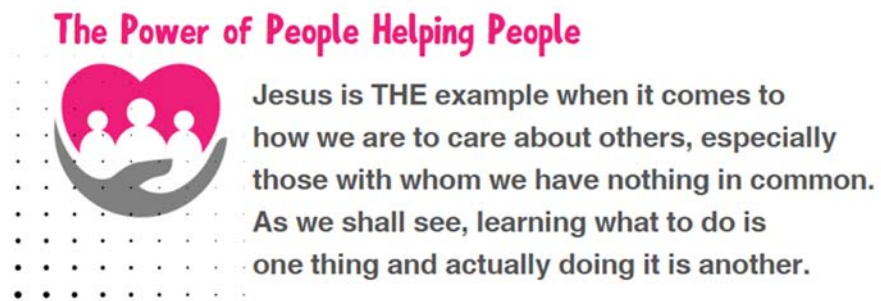 The Power of People Helping People
Jesus is THE example when it comes to
how we are to care about others, especially
those with whom we have nothing in common.
As we shall see, learning what to do is
one thing and actually doing it is another.